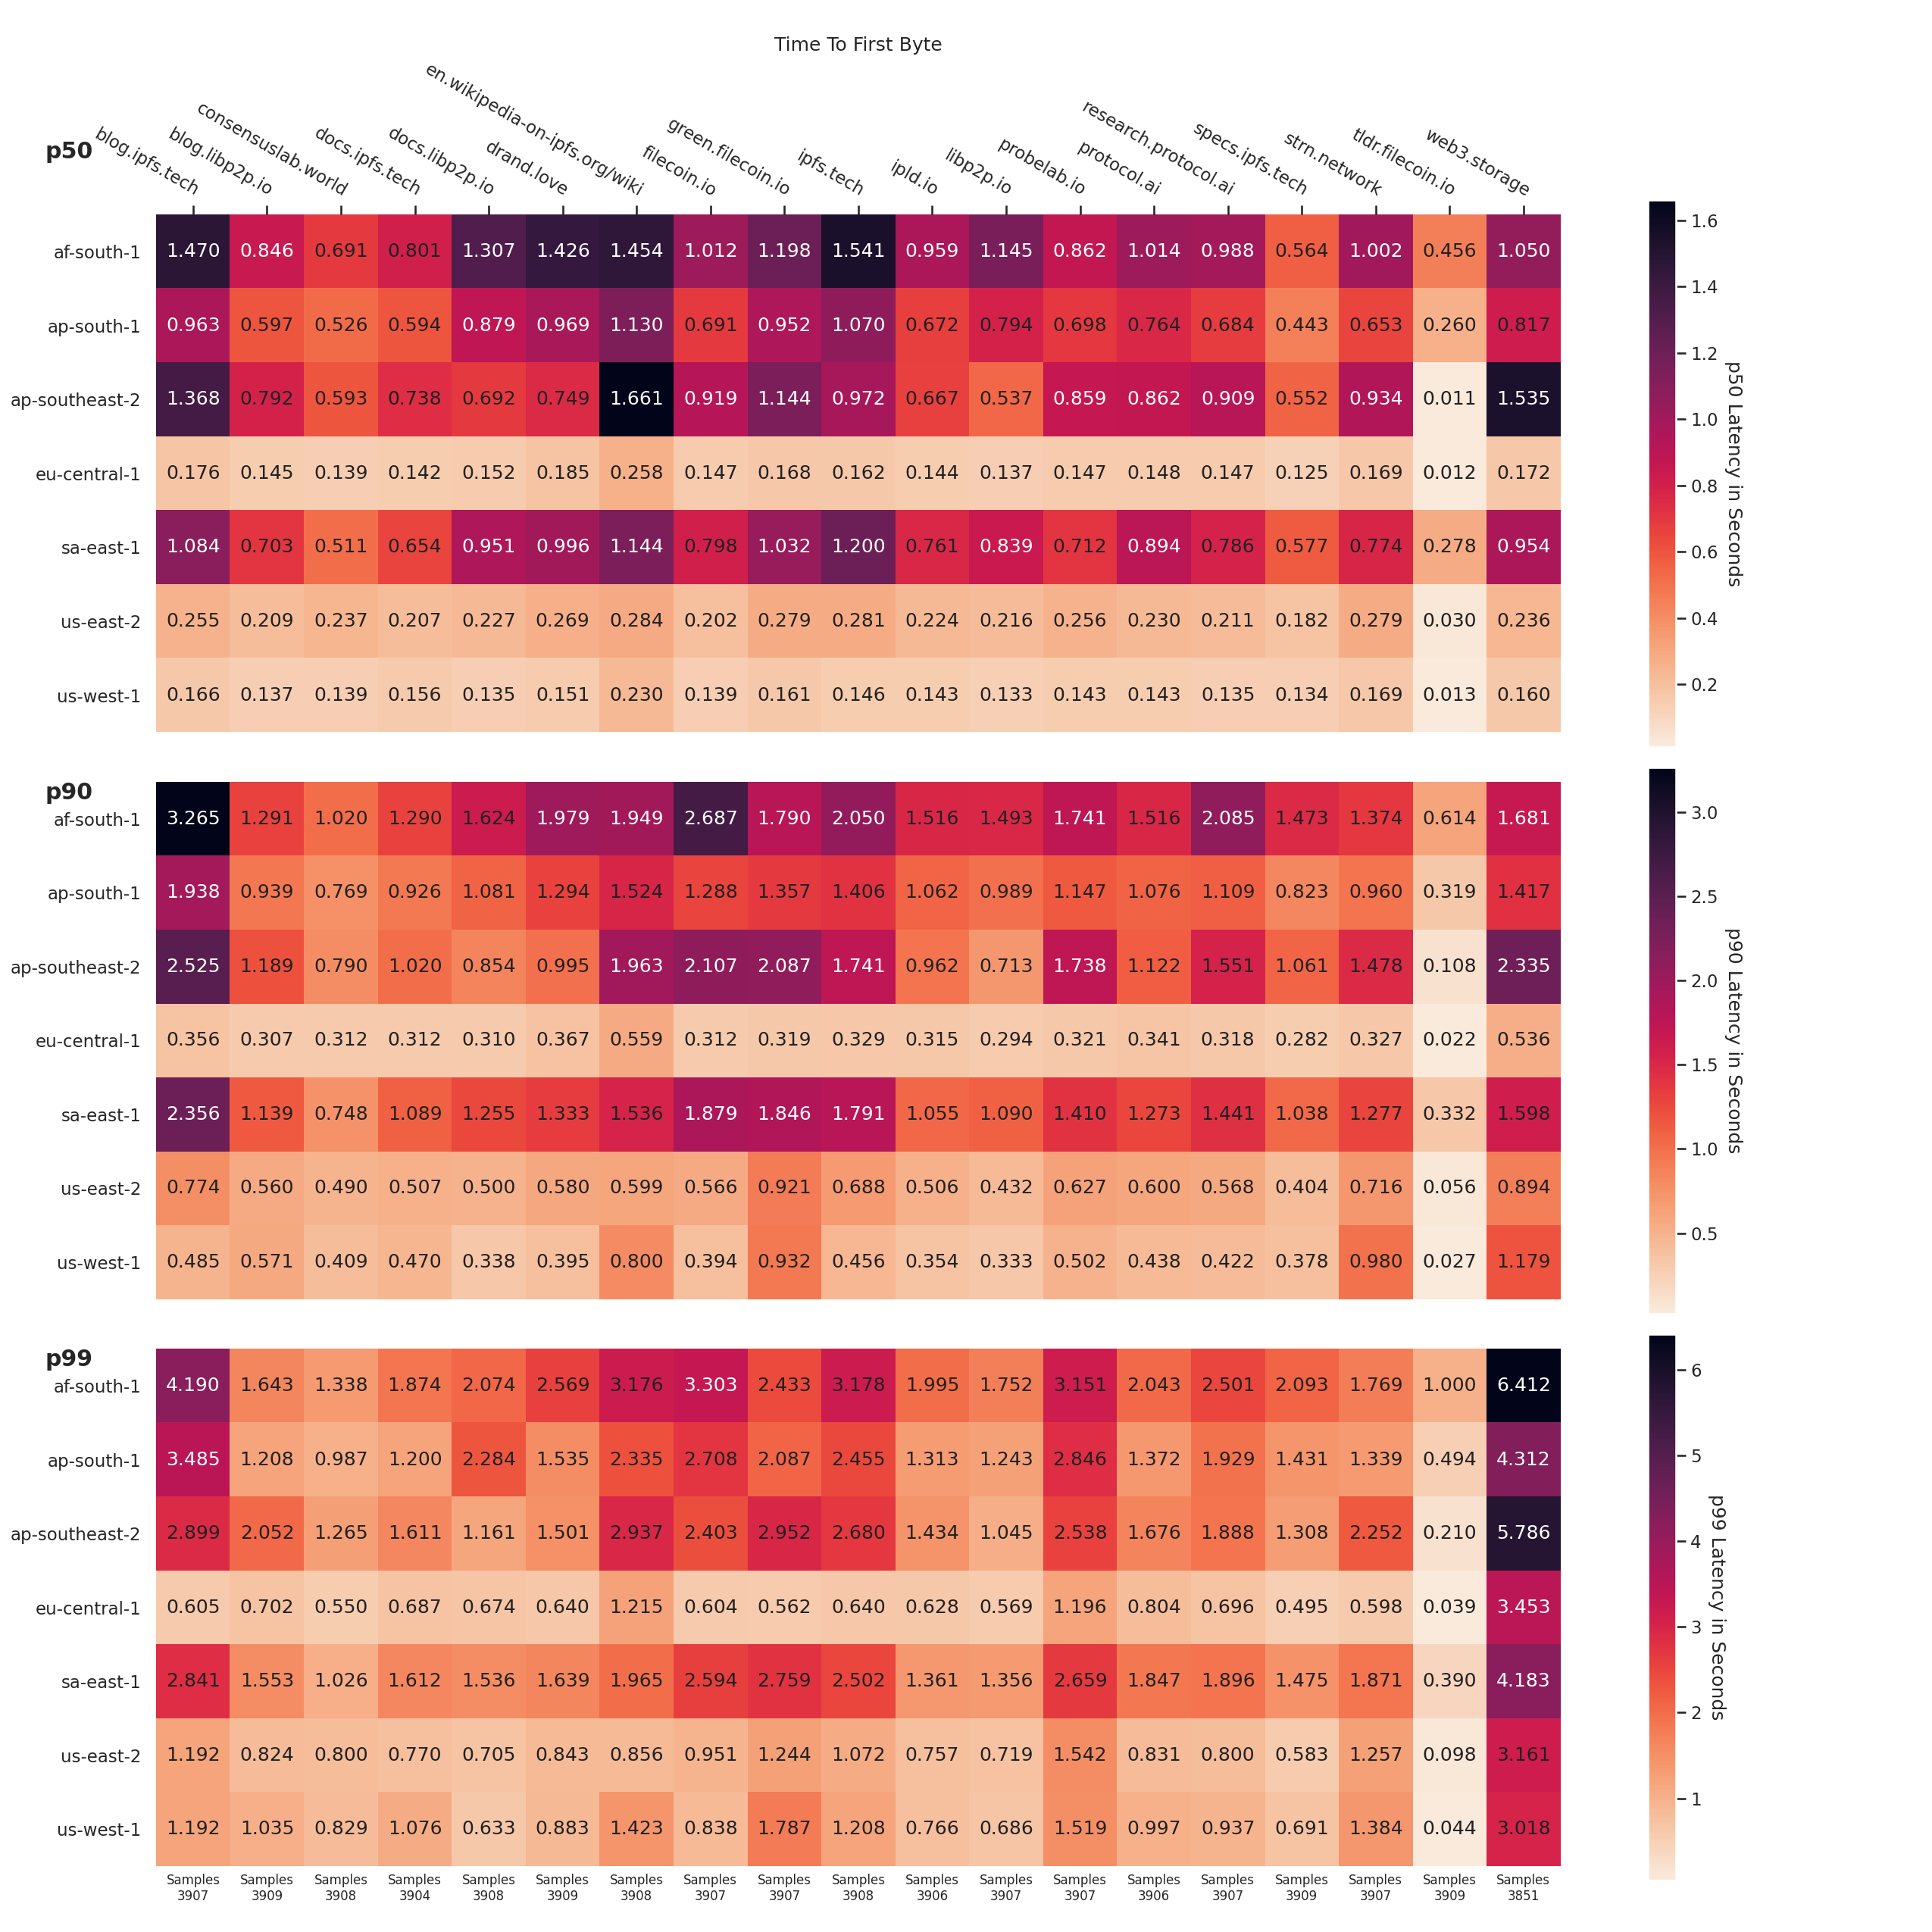 Time To First Byte
p50
blog.ipfs.tech
blog.libp2p.io
consensuslab.world
docs.ipfs.tech
docs.libp2p.io
drand.love
en.wikipedia-on-ipfs.org/wiki
filecoin.io
green.filecoin.io
ipfs.tech
ipld.io
libp2p.io
probelab.io
protocol.ai
research.protocol.ai
specs.ipfs.tech
strn.network
tldr.filecoin.io
web3.storage
af-south-1 1.470 0.846 0.691 0.801 1.307 1.426 1.454 1.012 1.198 1.541 0.959 1.145 0.862 1.014 0.988 0.564 1.002 0.456 1.050
ap-south-1 0.963 0.597 0.526 0.594 0.879 0.969 1.130 0.691 0.952 1.070 0.672 0.794 0.698 0.764 0.684 0.443 0.653 0.260 0.817
ap-southeast-2 1.368 0.792 0.593 0.738 0.692 0.749 1.661 0.919 1.144 0.972 0.667 0.537 0.859 0.862 0.909 0.552 0.934 0.011 1.535
eu-central-1 0.176 0.145 0.139 0.142 0.152 0.185 0.258 0.147 0.168 0.162 0.144 0.137 0.147 0.148 0.147 0.125 0.169 0.012 0.172
sa-east-1 1.084 0.703 0.511 0.654 0.951 0.996 1.144 0.798 1.032 1.200 0.761 0.839 0.712 0.894 0.786 0.577 0.774 0.278 0.954
us-east-2 0.255 0.209 0.237 0.207 0.227 0.269 0.284 0.202 0.279 0.281 0.224 0.216 0.256 0.230 0.211 0.182 0.279 0.030 0.236
us-west-1 0.166 0.137 0.139 0.156 0.135 0.151 0.230 0.139 0.161 0.146 0.143 0.133 0.143 0.143 0.135 0.134 0.169 0.013 0.160
1.6
1.4
1.2
1.0
0.8
0.6
0.4
0.2
p50 Latency in Seconds
p90
af-south-1 3.265 1.291 1.020 1.290 1.624 1.979 1.949 2.687 1.790 2.050 1.516 1.493 1.741 1.516 2.085 1.473 1.374 0.614 1.681
ap-south-1 1.938 0.939 0.769 0.926 1.081 1.294 1.524 1.288 1.357 1.406 1.062 0.989 1.147 1.076 1.109 0.823 0.960 0.319 1.417
ap-southeast-2 2.525 1.189 0.790 1.020 0.854 0.995 1.963 2.107 2.087 1.741 0.962 0.713 1.738 1.122 1.551 1.061 1.478 0.108 2.335
eu-central-1 0.356 0.307 0.312 0.312 0.310 0.367 0.559 0.312 0.319 0.329 0.315 0.294 0.321 0.341 0.318 0.282 0.327 0.022 0.536
sa-east-1 2.356 1.139 0.748 1.089 1.255 1.333 1.536 1.879 1.846 1.791 1.055 1.090 1.410 1.273 1.441 1.038 1.277 0.332 1.598
us-east-2 0.774 0.560 0.490 0.507 0.500 0.580 0.599 0.566 0.921 0.688 0.506 0.432 0.627 0.600 0.568 0.404 0.716 0.056 0.894
us-west-1 0.485 0.571 0.409 0.470 0.338 0.395 0.800 0.394 0.932 0.456 0.354 0.333 0.502 0.438 0.422 0.378 0.980 0.027 1.179
3.0
2.5
2.0
1.5
1.0
0.5
p90 Latency in Seconds
p99
af-south-1 4.190 1.643 1.338 1.874 2.074 2.569 3.176 3.303 2.433 3.178 1.995 1.752 3.151 2.043 2.501 2.093 1.769 1.000 6.412
ap-south-1 3.485 1.208 0.987 1.200 2.284 1.535 2.335 2.708 2.087 2.455 1.313 1.243 2.846 1.372 1.929 1.431 1.339 0.494 4.312
ap-southeast-2 2.899 2.052 1.265 1.611 1.161 1.501 2.937 2.403 2.952 2.680 1.434 1.045 2.538 1.676 1.888 1.308 2.252 0.210 5.786
eu-central-1 0.605 0.702 0.550 0.687 0.674 0.640 1.215 0.604 0.562 0.640 0.628 0.569 1.196 0.804 0.696 0.495 0.598 0.039 3.453
sa-east-1 2.841 1.553 1.026 1.612 1.536 1.639 1.965 2.594 2.759 2.502 1.361 1.356 2.659 1.847 1.896 1.475 1.871 0.390 4.183
us-east-2 1.192 0.824 0.800 0.770 0.705 0.843 0.856 0.951 1.244 1.072 0.757 0.719 1.542 0.831 0.800 0.583 1.257 0.098 3.161
us-west-1 1.192 1.035 0.829 1.076 0.633 0.883 1.423 0.838 1.787 1.208 0.766 0.686 1.519 0.997 0.937 0.691 1.384 0.044 3.018
6
5
4
3
2
1
p99 Latency in Seconds
Samples Samples Samples Samples Samples Samples Samples Samples Samples Samples Samples Samples Samples Samples Samples Samples Samples Samples Samples
3907 3909 3908 3904 3908 3909 3908 3907 3907 3908 3906 3907 3907 3906 3907 3909 3907 3909 3851